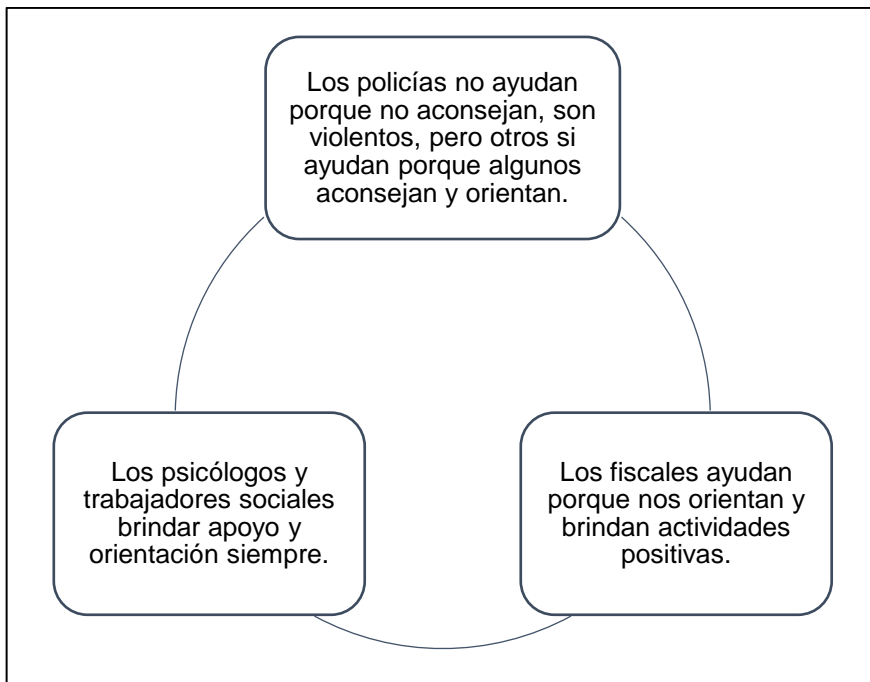 Los policías no ayudan
porque no aconsejan, son
violentos, pero otros si
ayudan porque algunos
aconsejan y orientan.
Los psicólogos y
trabajadores sociales
brindar apoyo y
orientación siempre.
Los fiscales ayudan
porque nos orientan y
brindan actividades
positivas.